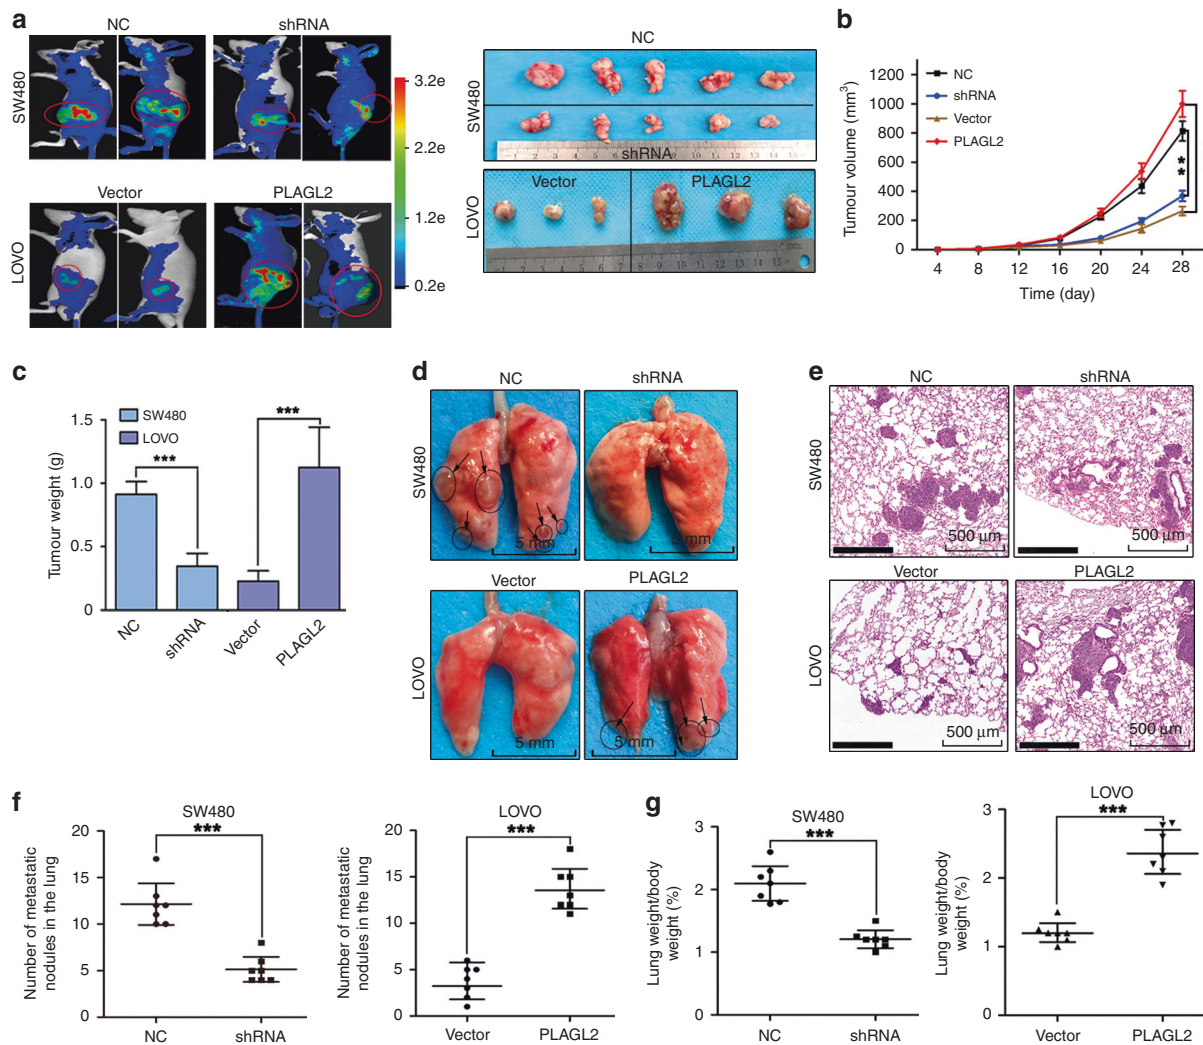 a
NC
shRNA
SW480
Vector
PLAGL2
LOVO
3.2e
2.2e
1.2e
0.2e
NC
SW480
shRNA
Vector
PLAGL2
b
Tumour volume (mm³)
1200
1000
800
600
400
200
0
NC
shRNA
Vector
PLAGL2
**
4 8 12 16 20 24 28
Time (day)
c
Tumour weight (g)
1.5
1.0
0.5
0
SW480
LOVO
***
***
NC
shRNA
Vector
PLAGL2
d
NC
shRNA
SW480
5 mm
mm
Vector
PLAGL2
LOVO
5 mm
5 mm
e
NC
shRNA
SW480
500 µm
500 µm
Vector
PLAGL2
LOVO
500 µm
500 µm
f
SW480
Number of metastatic
nodules in the lung
20
15
10
5
0
***
NC
shRNA
LOVO
Number of metastatic
nodules in the lung
20
15
10
5
0
***
Vector
PLAGL2
g
SW480
Lung weight/body
weight (%)
3
2
1
0
***
NC
shRNA
LOVO
Lung weight/body
weight (%)
3
2
1
0
***
Vector
PLAGL2